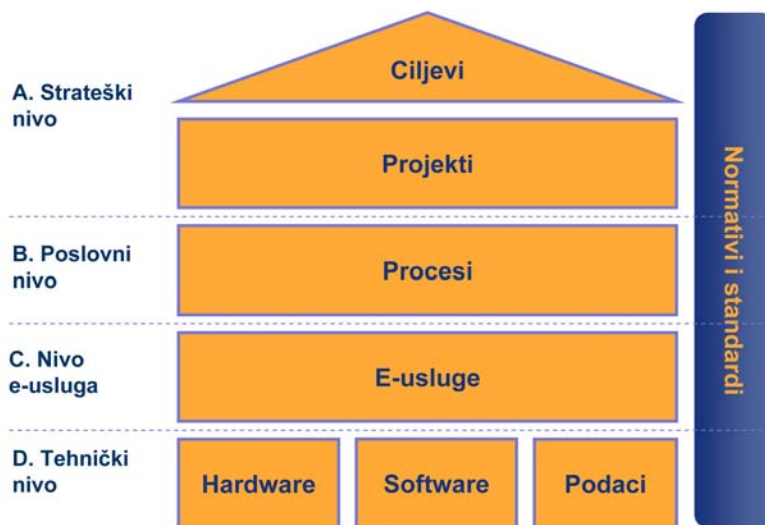 Ciljevi
A. Strateški
nivo
Projekti
B. Poslovni
nivo
Procesi
C. Nivo
e-usluga
E-usluge
D. Tehnički
nivo
Hardware
Software
Podaci
Normativi i standardi